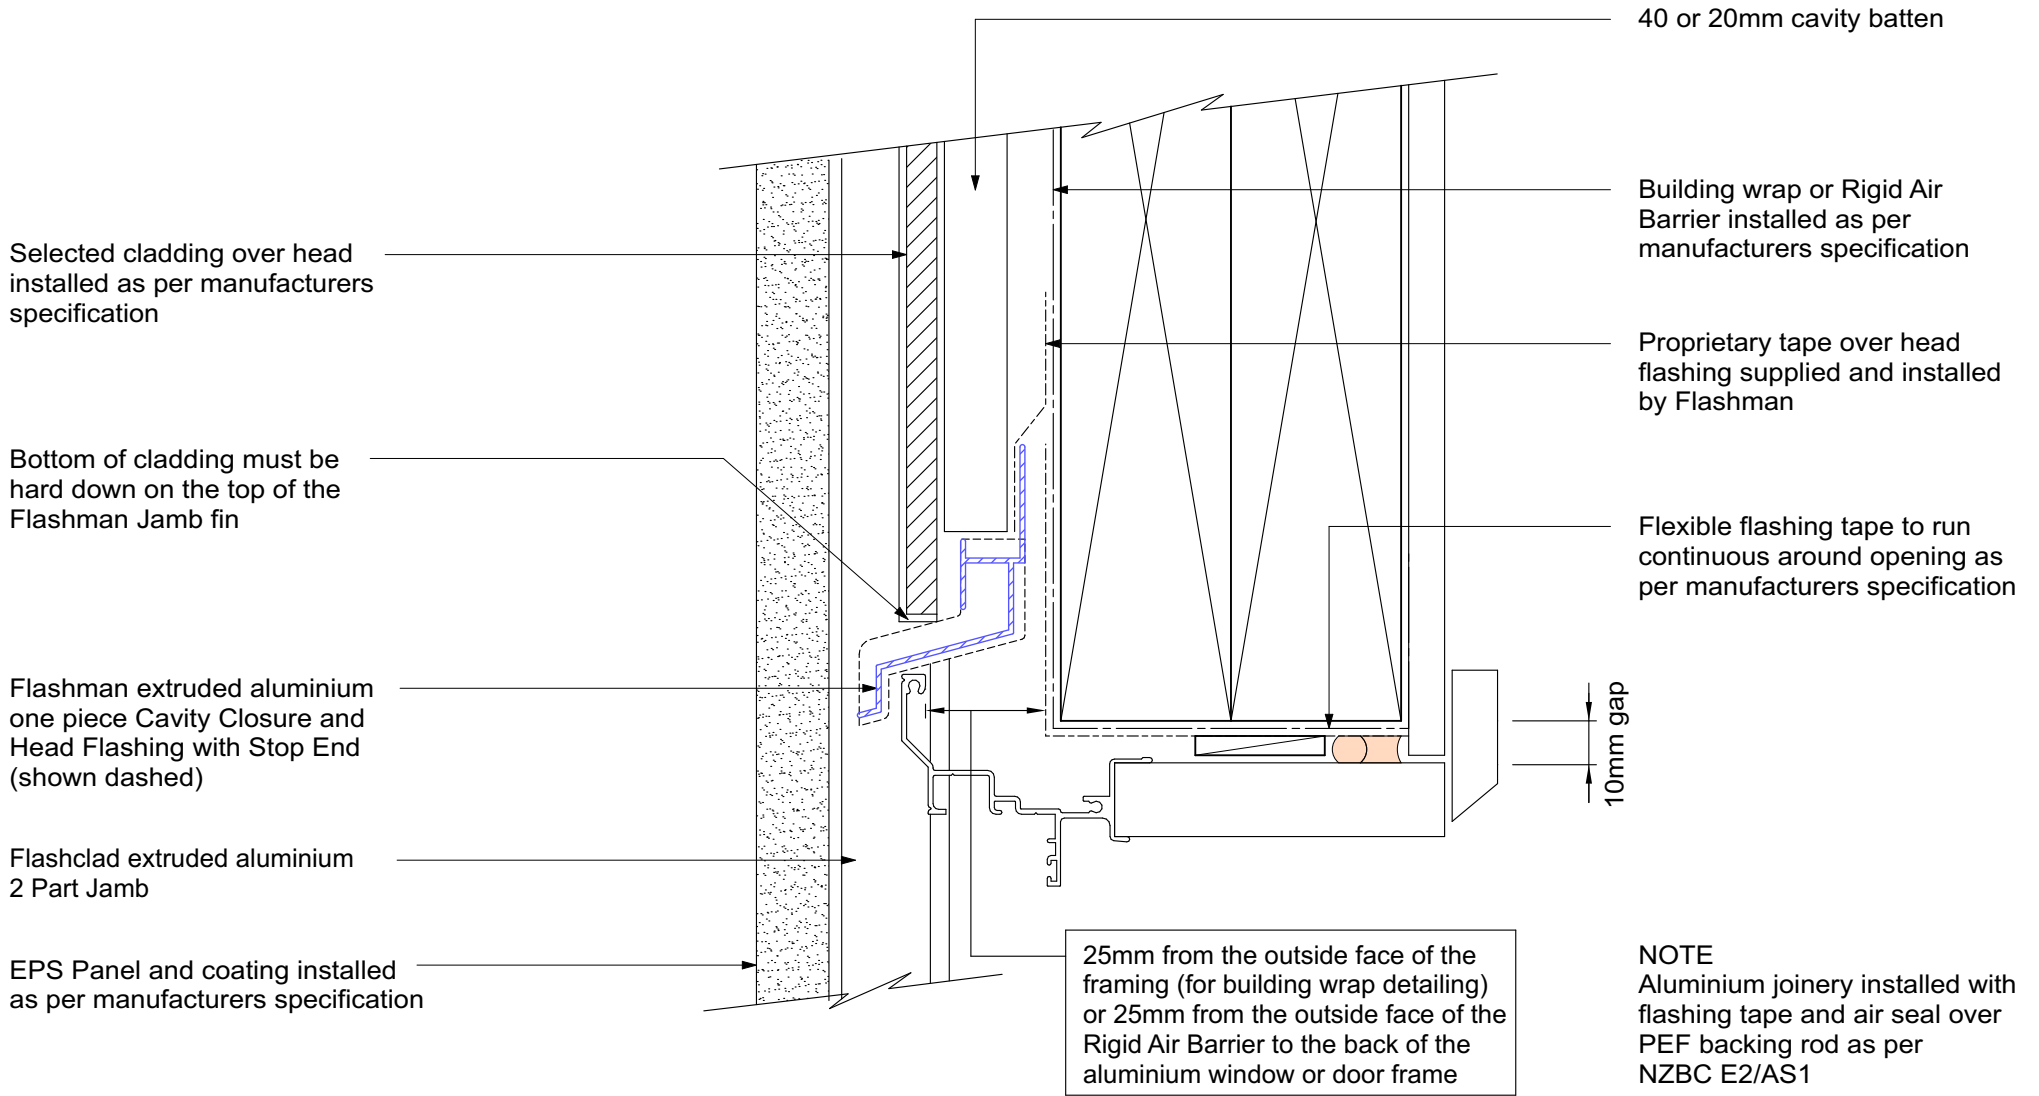 40 or 20mm cavity batten
Building wrap or Rigid Air
Barrier installed as per
manufacturers specification
Selected cladding over head
installed as per manufacturers
specification
Proprietary tape over head
flashing supplied and installed
by Flashman
Bottom of cladding must be
hard down on the top of the
Flashman Jamb fin
Flexible flashing tape to run
continuous around opening as
per manufacturers specification
Flashman extruded aluminium
one piece Cavity Closure and
Head Flashing with Stop End
(shown dashed)
10mm gap
Flashclad extruded aluminium
2 Part Jamb
EPS Panel and coating installed
as per manufacturers specification
25mm from the outside face of the
framing (for building wrap detailing)
or 25mm from the outside face of the
Rigid Air Barrier to the back of the
aluminium window or door frame
NOTE
Aluminium joinery installed with
flashing tape and air seal over
PEF backing rod as per
NZBC E2/AS1